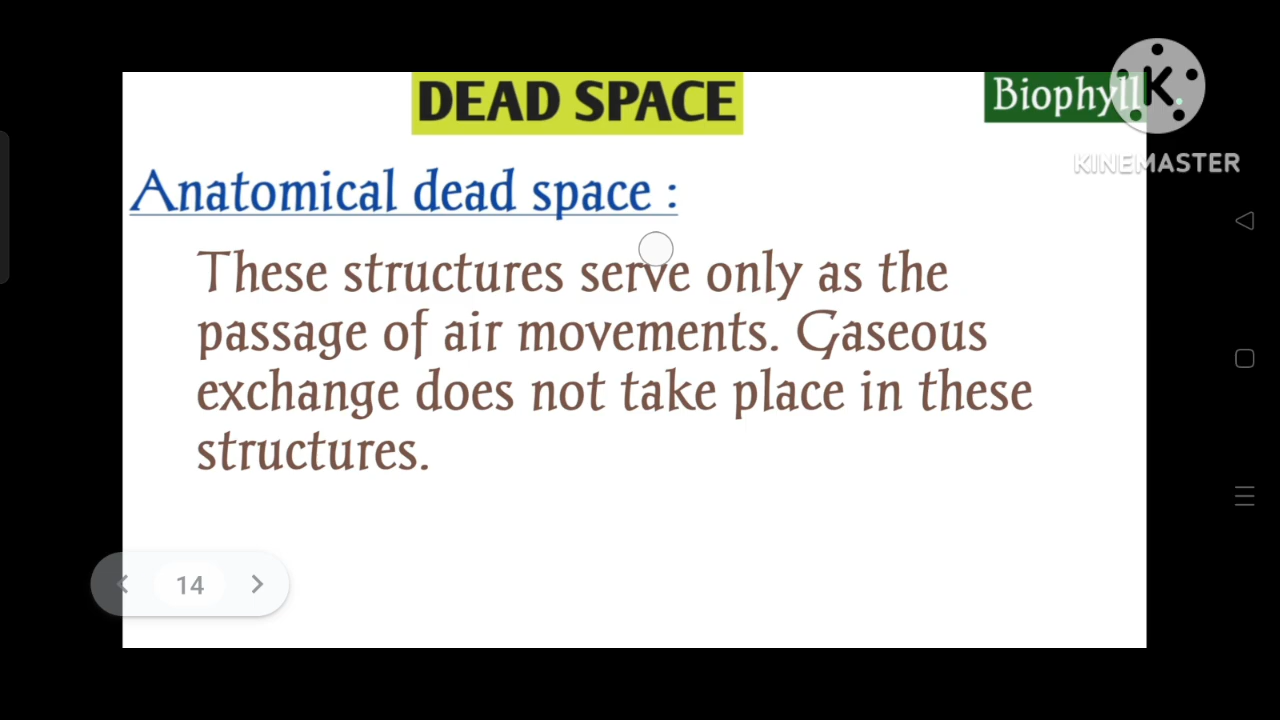 DEAD SPACE
Biophyll
KINEMASTER
Anatomical dead space :
These structures serve only as the
passage of air movements. Gaseous
exchange does not take place in these
structures.
14